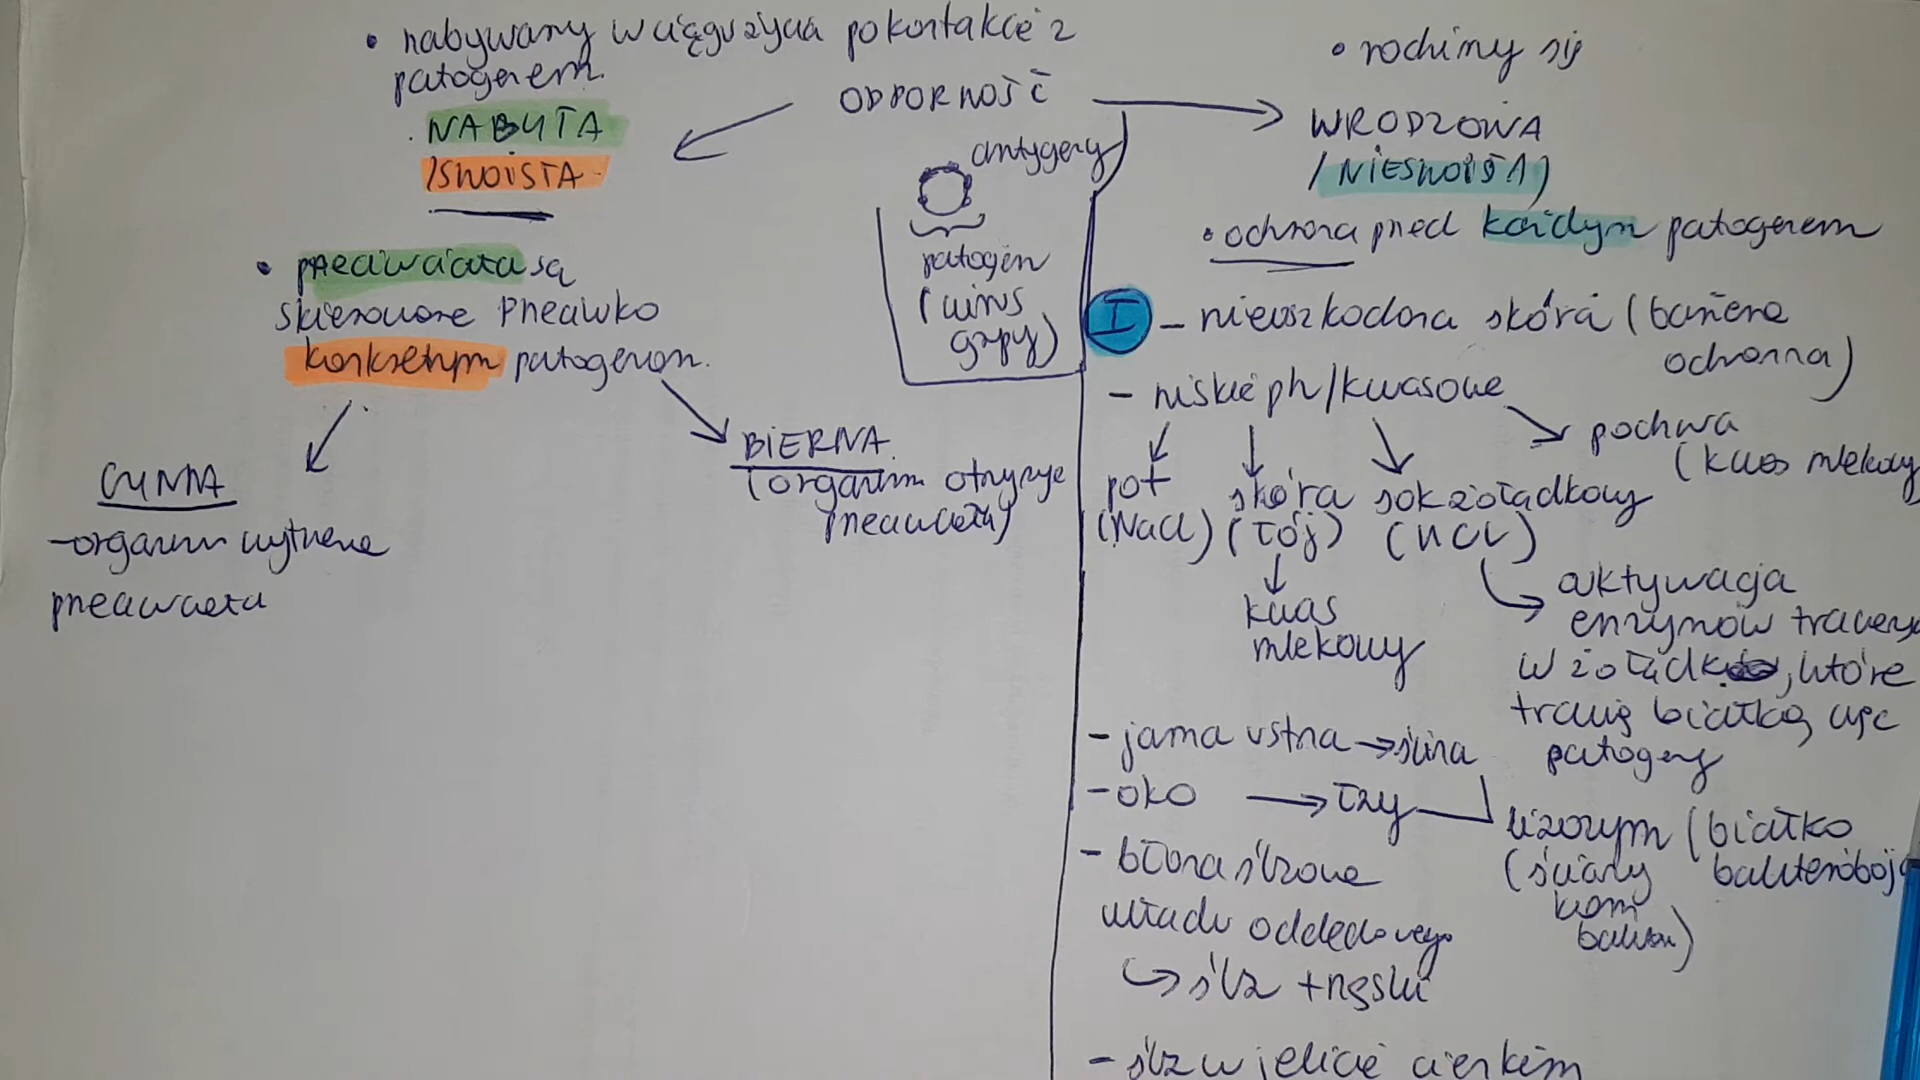 • nabywamy w ciągu życia po kontakcie z
patogenem.
ODPORNOŚĆ
NABYTA
/SWOISTA
• przeciwciała są
skierowane przeciwko
konkretnym patogenom.
CZYNNA
- organizm wytwarza
przeciwciała
BIERNA
(organizm otrzymuje
przeciwciała)
antygeny
patogen
(wirus
grypy)
• rodzimy się
WRODZONA
/NIESWOISTA)
• ochrona przed każdym patogenem
I - nieuszkodzona skóra (bariera
ochronna)
- niskie ph/kwasowe
pochwa
(kwas mlekowy
pot
(NaCl)
skóra
(łój)
kwas
mlekowy
sok żołądkowy
(HCl)
aktywacja
enzymów trawieny
w żołądku, które
trawią białka, więc
patogeny
- jama ustna → ślina
- oko → łzy
lizozym (białko
bakteriobój
(ściany
kom
bakterii)
- błona śluzowa
układu oddechowego
↪ śluz + rzęski
- śluz w jelicie cienkim